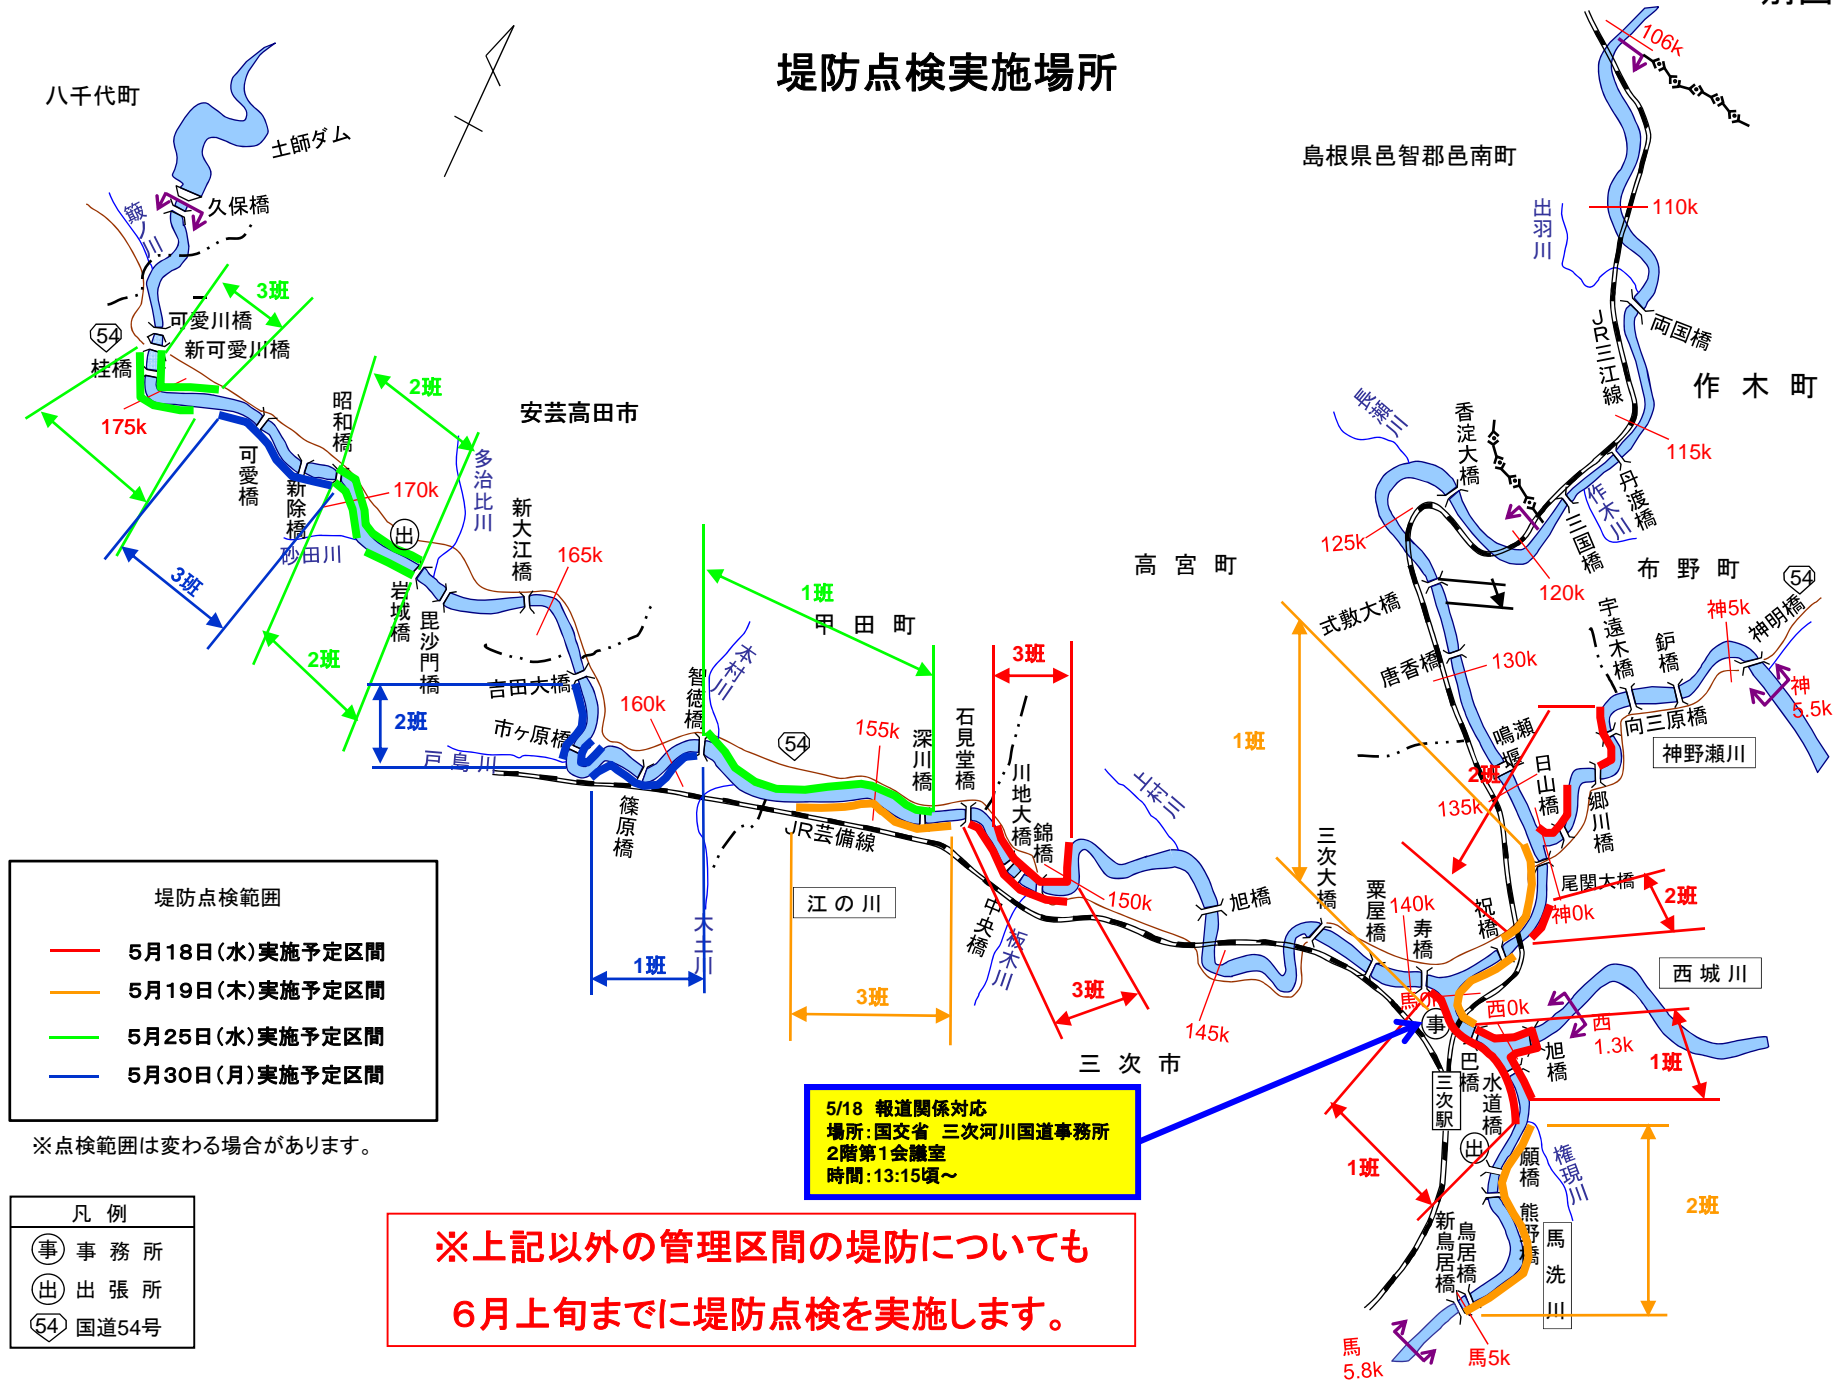 堤防点検実施場所
八千代町
土師ダム
久保橋
簸ノ川
3班
可愛川橋
新可愛川橋
54
桂橋
175k
昭和橋
2班
安芸高田市
可愛橋
新除橋
170k
出
多治比川
新大江橋
砂田川
165k
3班
岩城橋
毘沙門橋
2班
吉田大橋
2班
市ヶ原橋
戸島川
160k
智徳橋
本村川
1班
甲田町
54
155k
深川橋
石見堂橋
3班
川地大橋
錦橋
篠原橋
JR芸備線
江の川
1班
3班
中央橋
板木川
3班
150k
上村川
旭橋
145k
三次市
三次大橋
粟屋橋
140k
寿橋
祝橋
島根県邑智郡邑南町
106k
110k
出羽川
両国橋
JR三江線
作木町
115k
長瀬川
香淀大橋
丹渡橋
作木川
三国橋
125k
120k
高宮町
布野町
54
式敷大橋
宇遠木橋
鈩橋
神5k
神明橋
神
5.5k
唐香橋
130k
向三原橋
神野瀬川
1班
鳴瀬堰
2班
日山橋
135k
郷川橋
尾関大橋
神0k
2班
西城川
馬0k
事
西0k
西
1.3k
旭橋
1班
巴橋
水道橋
三次駅
出
1班
願橋
権現川
熊野橋
2班
新鳥居橋
鳥居橋
馬洗川
馬
5.8k
馬5k
堤防点検範囲
5月18日(水)実施予定区間
5月19日(木)実施予定区間
5月25日(水)実施予定区間
5月30日(月)実施予定区間
※点検範囲は変わる場合があります。
5/18 報道関係対応
場所:国交省 三次河川国道事務所
2階第1会議室
時間:13:15頃～
凡例
事 事務所
出 出張所
54 国道54号
※上記以外の管理区間の堤防についても
6月上旬までに堤防点検を実施します。